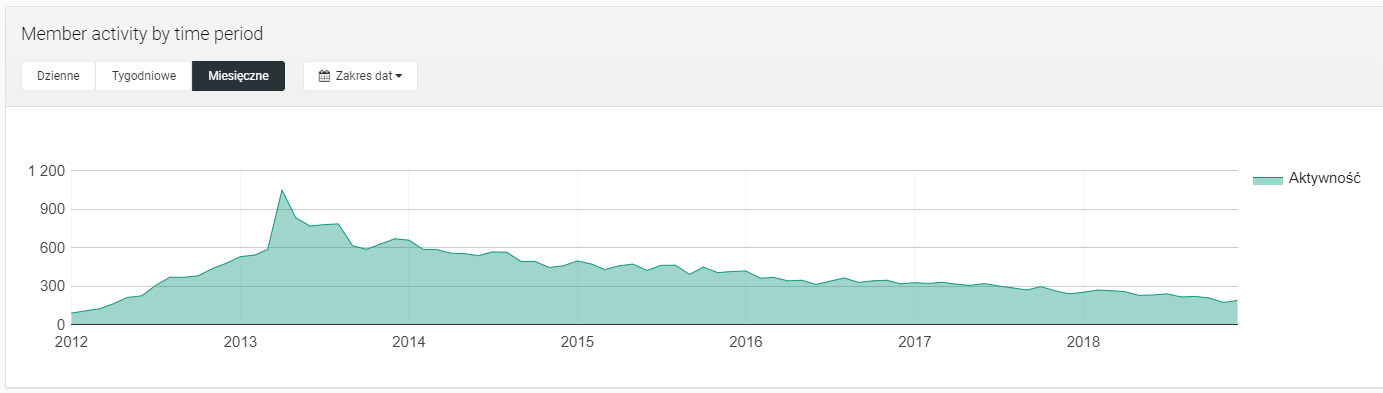 Member activity by time period
Dzienne Tygodniowe Miesięczne Zakres dat
1 200
Aktywność
900
600
300
0
2012 2013 2014 2015 2016 2017 2018